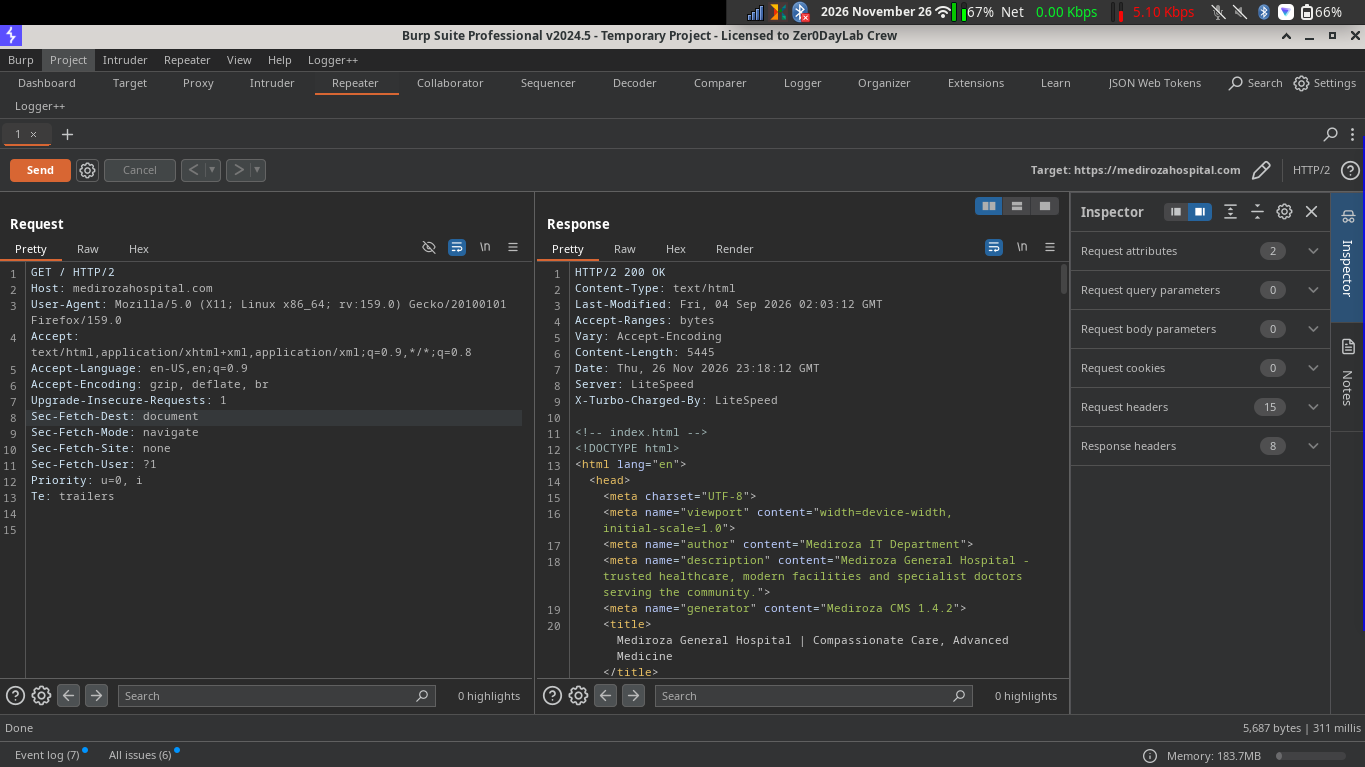 2026 November 26 67% Net 0.00 Kbps 5.10 Kbps 66%
Burp Suite Professional v2024.5 - Temporary Project - Licensed to Zer0DayLab Crew
Burp Project Intruder Repeater View Help Logger++
Dashboard Target Proxy Intruder Repeater Collaborator Sequencer Decoder Comparer Logger Organizer Extensions Learn JSON Web Tokens Search Settings
Logger++
1 × +
Send Cancel < > Target: https://medirozahospital.com HTTP/2
Request
Pretty Raw Hex \n
1 GET / HTTP/2
2 Host: medirozahospital.com
3 User-Agent: Mozilla/5.0 (X11; Linux x86_64; rv:159.0) Gecko/20100101
Firefox/159.0
4 Accept:
text/html,application/xhtml+xml,application/xml;q=0.9,*/*;q=0.8
5 Accept-Language: en-US,en;q=0.9
6 Accept-Encoding: gzip, deflate, br
7 Upgrade-Insecure-Requests: 1
8 Sec-Fetch-Dest: document
9 Sec-Fetch-Mode: navigate
10 Sec-Fetch-Site: none
11 Sec-Fetch-User: ?1
12 Priority: u=0, i
13 Te: trailers
14
15
Search 0 highlights
Response
Pretty Raw Hex Render \n
1 HTTP/2 200 OK
2 Content-Type: text/html
3 Last-Modified: Fri, 04 Sep 2026 02:03:12 GMT
4 Accept-Ranges: bytes
5 Vary: Accept-Encoding
6 Content-Length: 5445
7 Date: Thu, 26 Nov 2026 23:18:12 GMT
8 Server: LiteSpeed
9 X-Turbo-Charged-By: LiteSpeed
10
11 <!-- index.html -->
12 <!DOCTYPE html>
13 <html lang="en">
14 <head>
15 <meta charset="UTF-8">
16 <meta name="viewport" content="width=device-width,
initial-scale=1.0">
17 <meta name="author" content="Mediroza IT Department">
18 <meta name="description" content="Mediroza General Hospital -
trusted healthcare, modern facilities and specialist doctors
serving the community.">
19 <meta name="generator" content="Mediroza CMS 1.4.2">
20 <title>
Mediroza General Hospital | Compassionate Care, Advanced
Medicine
</title>
Search 0 highlights
Inspector
Request attributes 2
Request query parameters 0
Request body parameters 0
Request cookies 0
Request headers 15
Response headers 8
Inspector
Notes
Done 5,687 bytes | 311 millis
Event log (7) All issues (6) Memory: 183.7MB